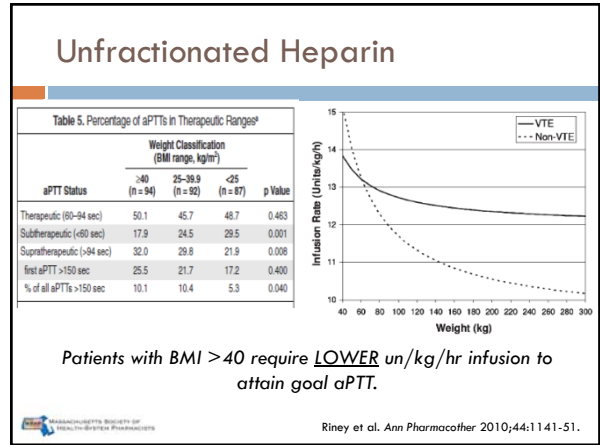 Unfractionated Heparin
Table 5. Percentage of aPTTs in Therapeutic Rangesª
Weight Classification
(BMI range, kg/m²)
≥40 25–39.9 <25
aPTT Status (n = 94) (n = 92) (n = 87) p Value
Therapeutic (60–94 sec) 50.1 45.7 48.7 0.463
Subtherapeutic (<60 sec) 17.9 24.5 29.5 0.001
Supratherapeutic (>94 sec) 32.0 29.8 21.9 0.008
first aPTT >150 sec 25.5 21.7 17.2 0.400
% of all aPTTs >150 sec 10.1 10.4 5.3 0.040
15
14
13
12
11
10
Infusion Rate (Units/kg/h)
VTE
Non-VTE
40 60 80 100 120 140 160 180 200 220 240 260 280 300
Weight (kg)
Patients with BMI >40 require LOWER un/kg/hr infusion to
attain goal aPTT.
MASSACHUSETTS SOCIETY OF
HEALTH-SYSTEM PHARMACISTS
Riney et al. Ann Pharmacother 2010;44:1141-51.